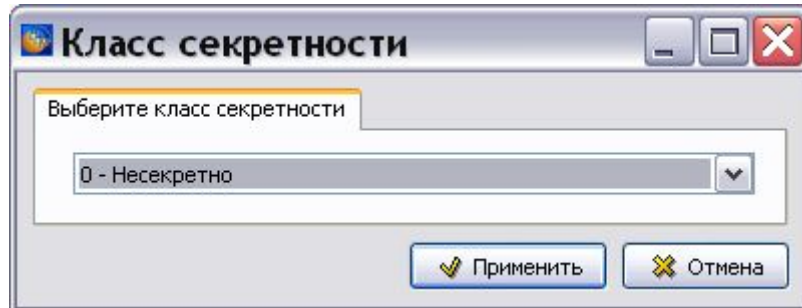 Класс секретности
Выберите класс секретности
0 - Несекретно
Применить
Отмена